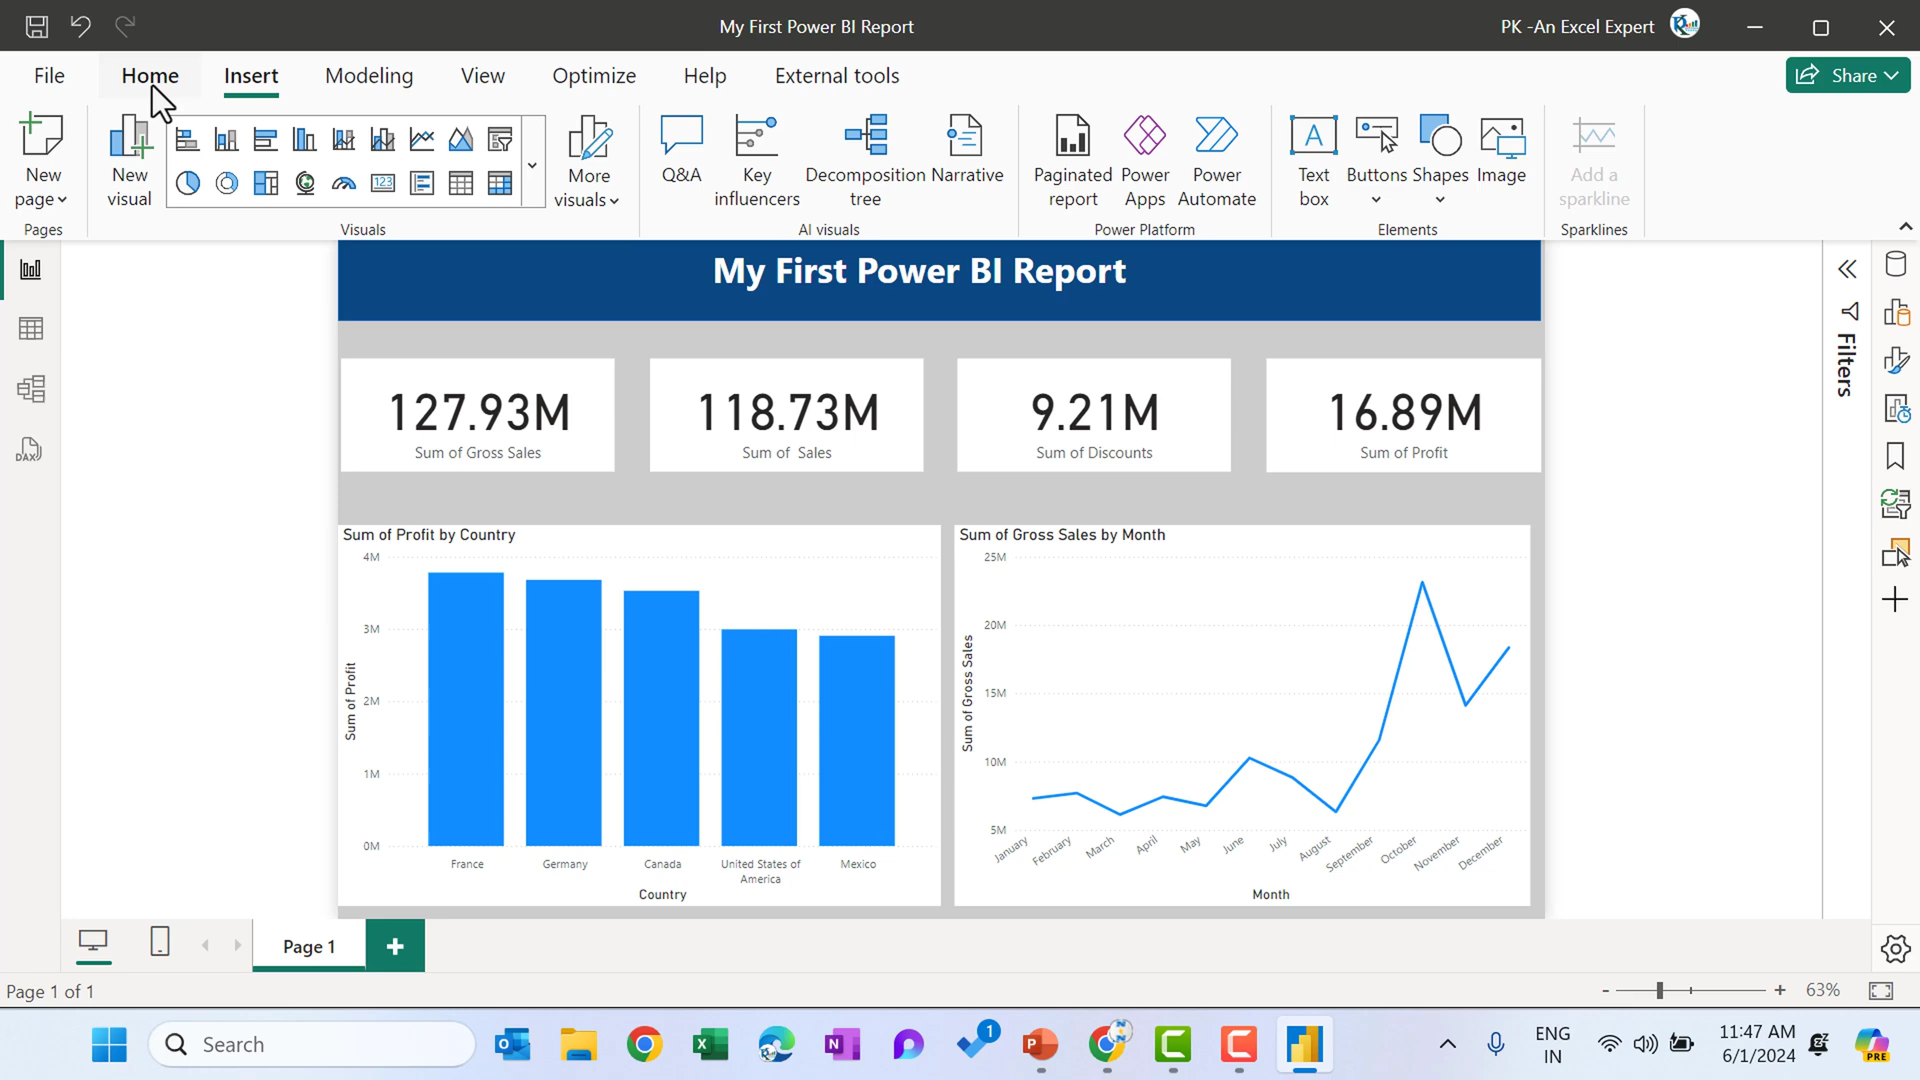 My First Power BI Report
PK -An Excel Expert
File
Home
Insert
Modeling
View
Optimize
Help
External tools
Share
New
page
New
visual
123
More
visuals
Q&A
Key
influencers
Decomposition
tree
Narrative
Paginated
report
Power
Apps
Power
Automate
A
Text
box
Buttons
Shapes
Image
Add a
sparkline
Pages
Visuals
AI visuals
Power Platform
Elements
Sparklines
DAX
My First Power BI Report
127.93M
Sum of Gross Sales
118.73M
Sum of Sales
9.21M
Sum of Discounts
16.89M
Sum of Profit
Filters
Sum of Profit by Country
4M
3M
2M
1M
0M
Sum of Profit
France
Germany
Canada
United States of
America
Mexico
Country
Sum of Gross Sales by Month
25M
20M
15M
10M
5M
Sum of Gross Sales
January
February
March
April
May
June
July
August
September
October
November
December
Month
Page 1
Page 1 of 1
- + 63%
Search
1
ENG
IN
11:47 AM
6/1/2024
PRE